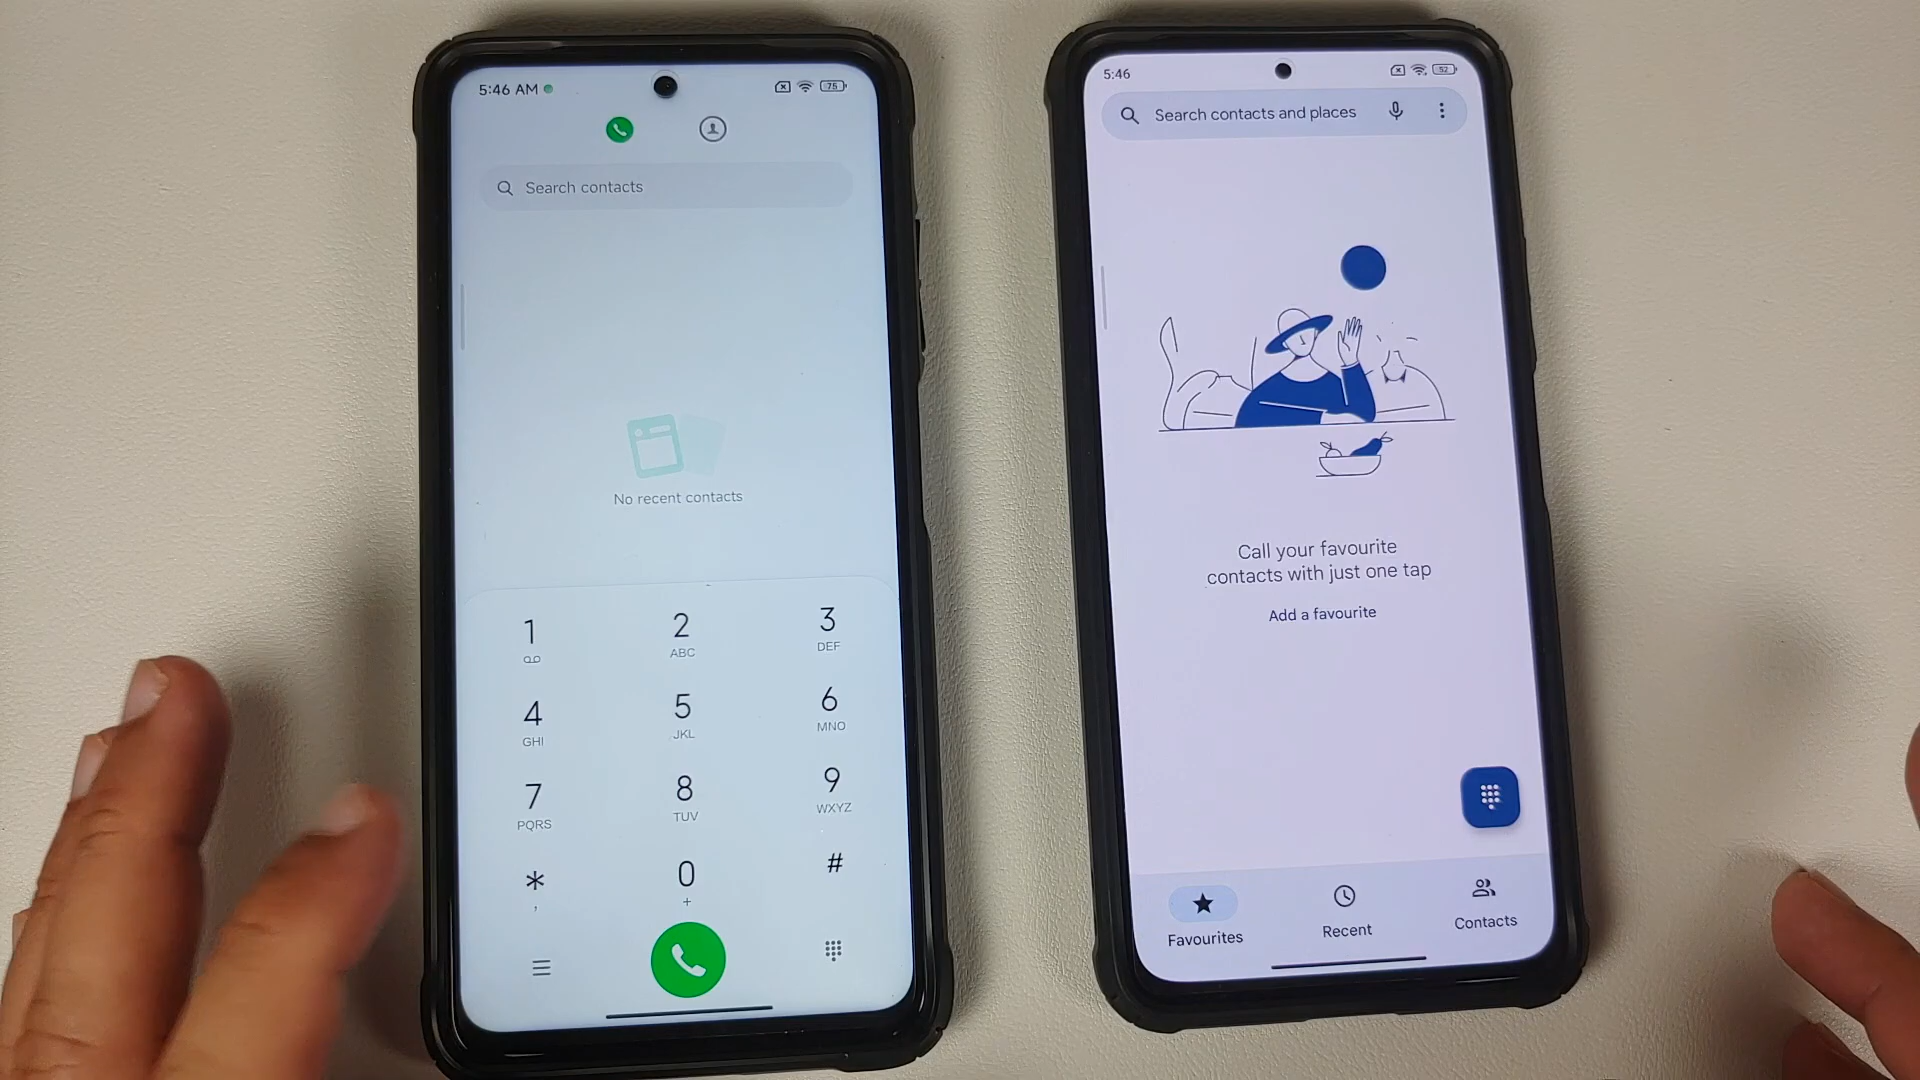 5:46 AM
75
Search contacts
No recent contacts
1
2
ABC
3
DEF
4
GHI
5
JKL
6
MNO
7
PQRS
8
TUV
9
WXYZ
*
,
0
+
#
5:46
52
Search contacts and places
Call your favourite
contacts with just one tap
Add a favourite
Favourites
Recent
Contacts